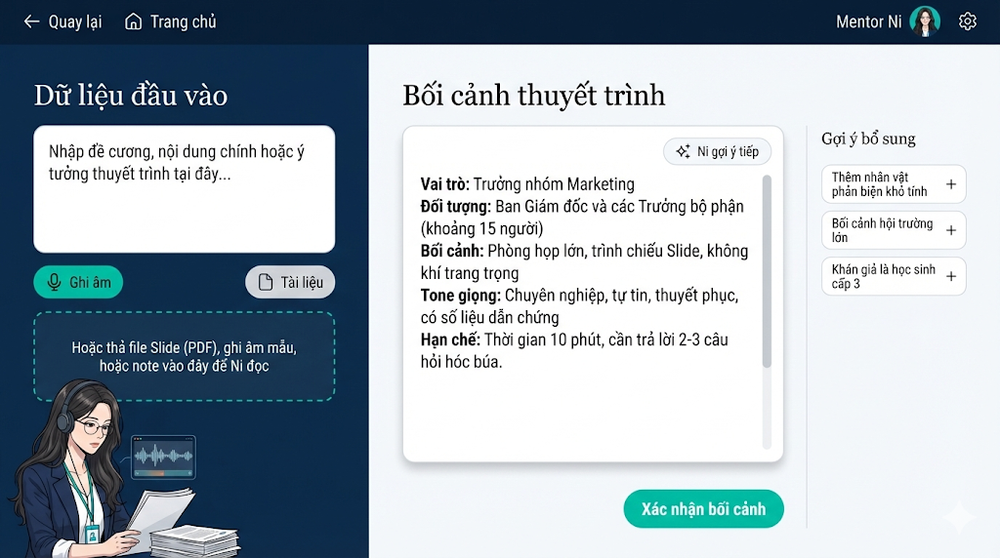 Quay lại
Trang chủ
Mentor Ni
Dữ liệu đầu vào
Nhập đề cương, nội dung chính hoặc ý
tưởng thuyết trình tại đây...
Ghi âm
Tài liệu
Hoặc thả file Slide (PDF), ghi âm mẫu,
hoặc note vào đây để Ni đọc
Bối cảnh thuyết trình
Ni gợi ý tiếp
Vai trò: Trưởng nhóm Marketing
Đối tượng: Ban Giám đốc và các Trưởng bộ phận
(khoảng 15 người)
Bối cảnh: Phòng họp lớn, trình chiếu Slide, không
khí trang trọng
Tone giọng: Chuyên nghiệp, tự tin, thuyết phục,
có số liệu dẫn chứng
Hạn chế: Thời gian 10 phút, cần trả lời 2-3 câu
hỏi hóc búa.
Xác nhận bối cảnh
Gợi ý bổ sung
Thêm nhân vật
phản biện khó tính
Bối cảnh hội trường
lớn
Khán giả là học sinh
cấp 3